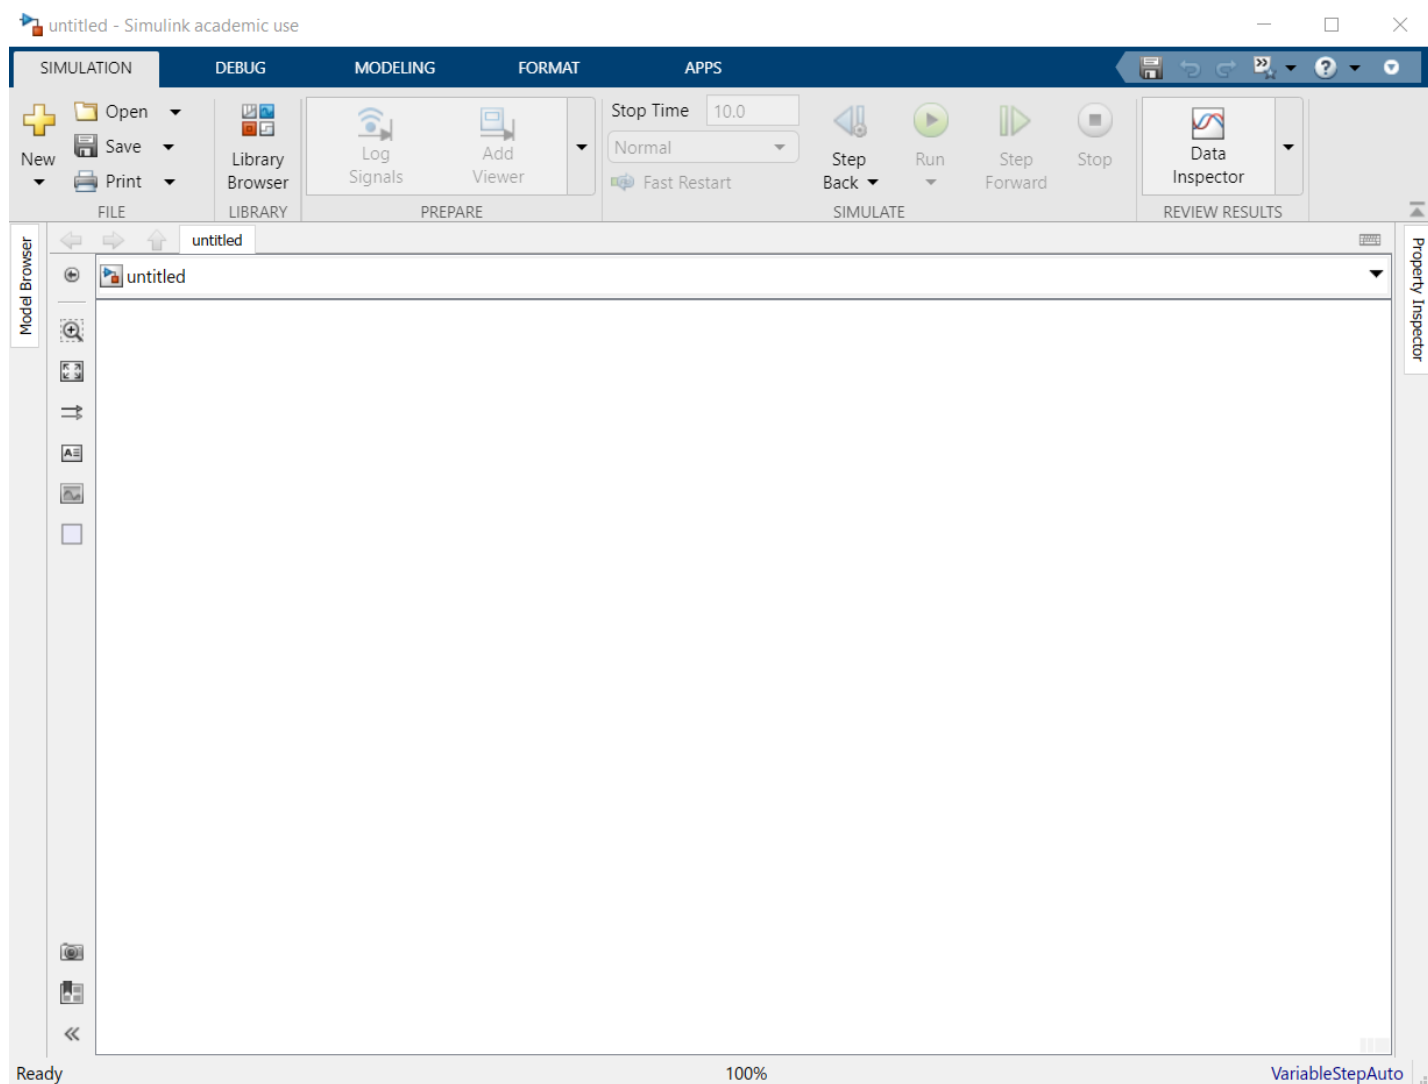 untitled - Simulink academic use
SIMULATION DEBUG MODELING FORMAT APPS
New
Open
Save
Print
FILE
Library
Browser
LIBRARY
Log
Signals
Add
Viewer
PREPARE
Stop Time 10.0
Normal
Fast Restart
Step
Back
Run
Step
Forward
Stop
SIMULATE
Data
Inspector
REVIEW RESULTS
Model Browser
untitled
untitled
Property Inspector
Ready 100% VariableStepAuto